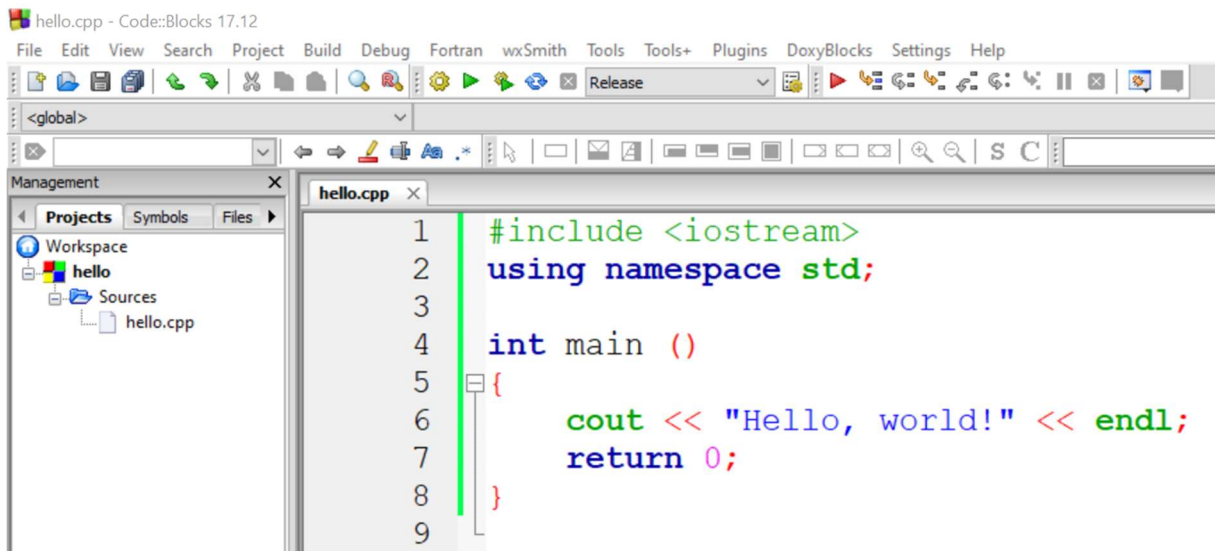 hello.cpp - Code::Blocks 17.12
File Edit View Search Project Build Debug Fortran wxSmith Tools Tools+ Plugins DoxyBlocks Settings Help
Release
<global>
Aa .* S C
Management
Projects Symbols Files
Workspace
hello
Sources
hello.cpp
hello.cpp
1 #include <iostream>
2 using namespace std;
3
4 int main ()
5 {
6 cout << "Hello, world!" << endl;
7 return 0;
8 }
9